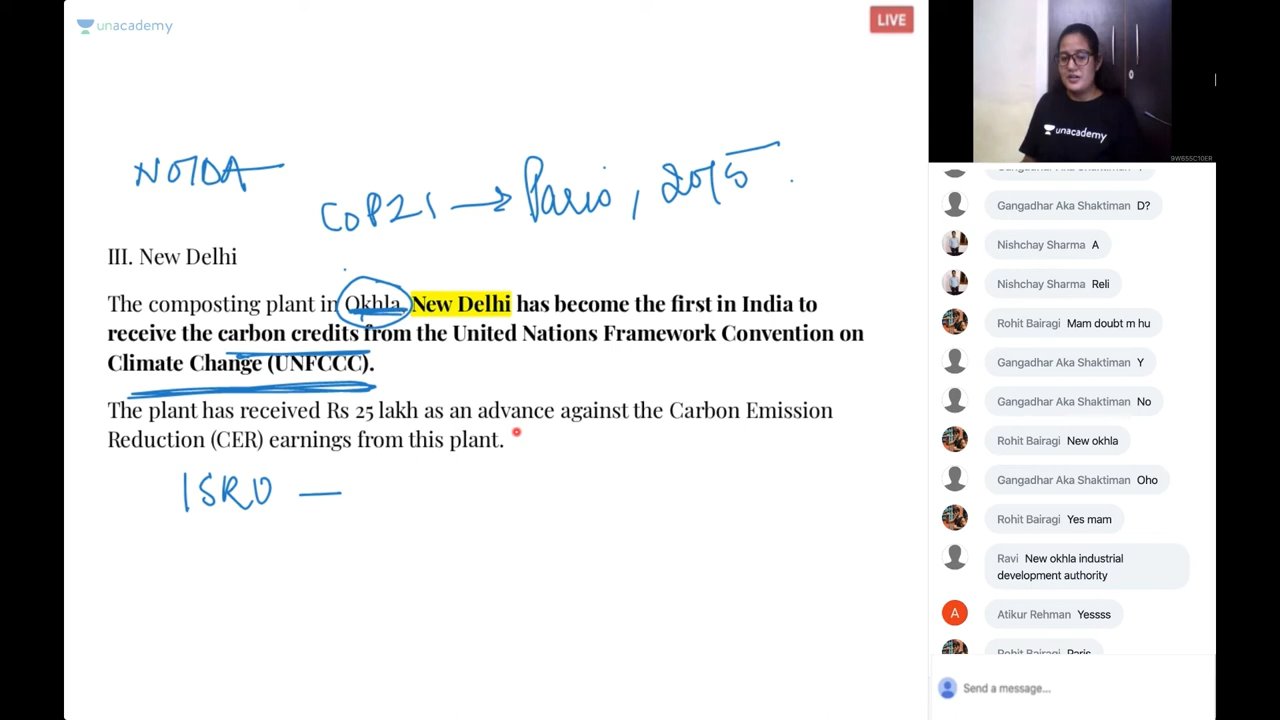 unacademy
LIVE
NOIDA
COP21 → Paris, 2015
III. New Delhi
The composting plant in Okhla, New Delhi has become the first in India to
receive the carbon credits from the United Nations Framework Convention on
Climate Change (UNFCCC).
The plant has received Rs 25 lakh as an advance against the Carbon Emission
Reduction (CER) earnings from this plant.
ISRO —
unacademy
9W655C10ER
Gangadhar Aka Shaktiman D?
Nishchay Sharma A
Nishchay Sharma Reli
Rohit Bairagi Mam doubt m hu
Gangadhar Aka Shaktiman Y
Gangadhar Aka Shaktiman No
Rohit Bairagi New okhla
Gangadhar Aka Shaktiman Oho
Rohit Bairagi Yes mam
Ravi New okhla industrial
development authority
A
Atikur Rehman Yessss
Rohit Bairagi Paris
Send a message...